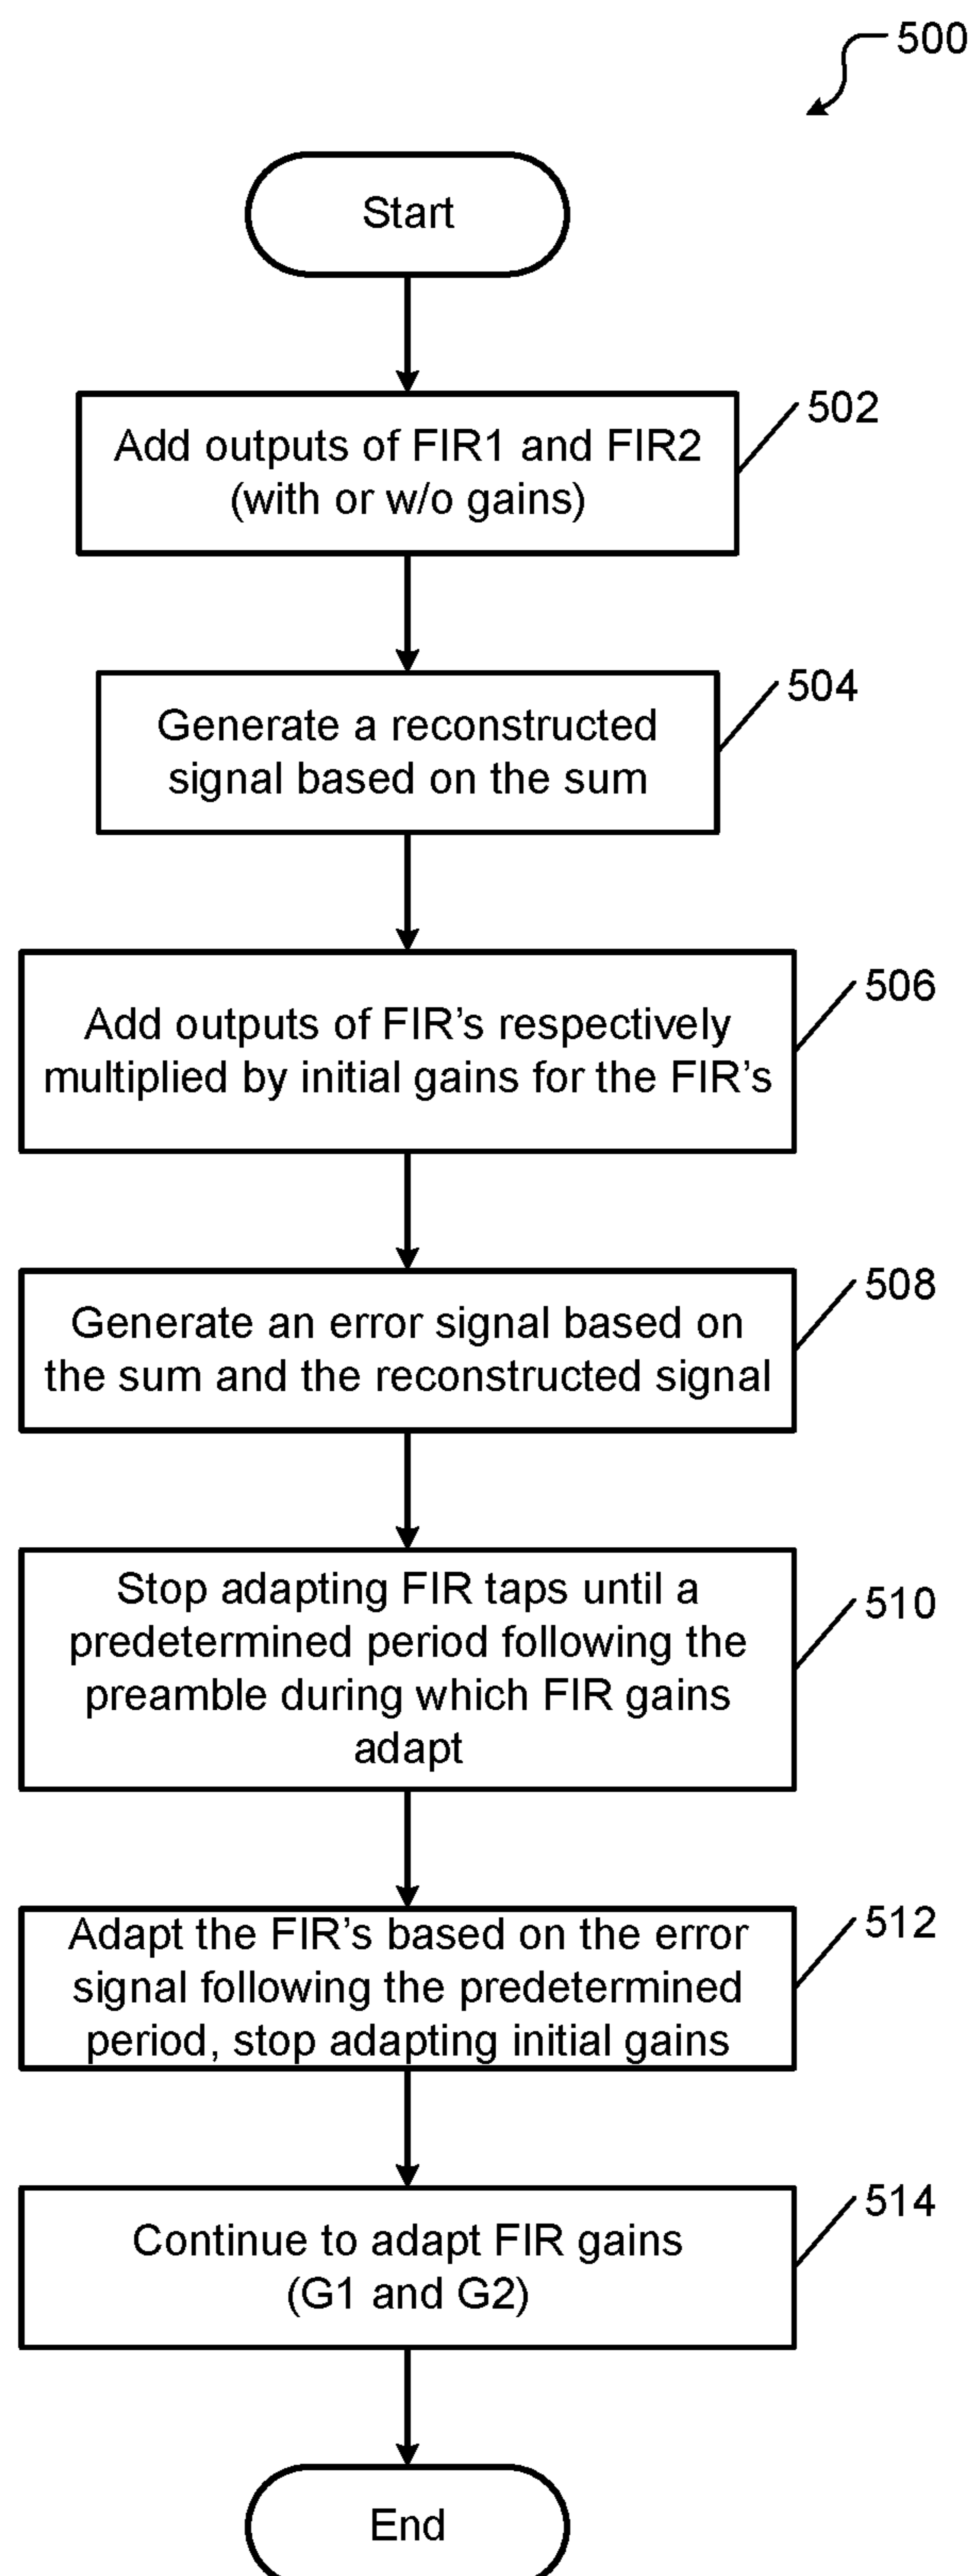 500
Start
502
Add outputs of FIR1 and FIR2
(with or w/o gains)
504
Generate a reconstructed
signal based on the sum
506
Add outputs of FIR's respectively
multiplied by initial gains for the FIR's
508
Generate an error signal based on
the sum and the reconstructed signal
510
Stop adapting FIR taps until a
predetermined period following the
preamble during which FIR gains
adapt
512
Adapt the FIR's based on the error
signal following the predetermined
period, stop adapting initial gains
514
Continue to adapt FIR gains
(G1 and G2)
End